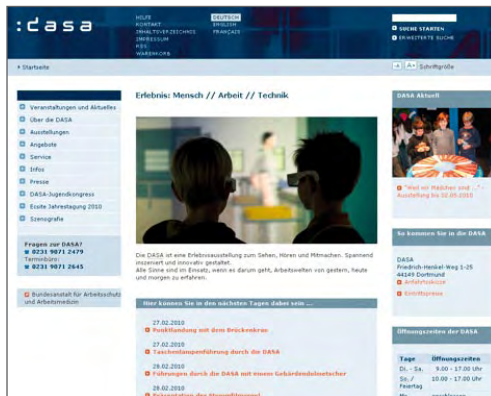 :dasa
HILFE
KONTAKT
INHALTSVERZEICHNIS
IMPRESSUM
RSS
WARENKORB
DEUTSCH
ENGLISH
FRANÇAIS
SUCHE STARTEN
ERWEITERTE SUCHE
Startseite
A+ Schriftgröße
Veranstaltungen und Aktuelles
Über die DASA
Ausstellungen
Angebote
Service
Infos
Presse
DASA-Jugendkongress
Ecsite Jahrestagung 2010
Szenografie
Fragen zur DASA?
0231 9071 2479
Terminbüro:
0231 9071 2645
Bundesanstalt für Arbeitsschutz
und Arbeitsmedizin
Erlebnis: Mensch // Arbeit // Technik
Die DASA ist eine Erlebnisausstellung zum Sehen, Hören und Mitmachen. Spannend
inszeniert und innovativ gestaltet.
Alle Sinne sind im Einsatz, wenn es darum geht, Arbeitswelten von gestern, heute
und morgen zu erfahren.
Hier können Sie in den nächsten Tagen dabei sein ...
27.02.2010
Punktlandung mit dem Brückenkran
27.02.2010
Taschenlampenführung durch die DASA
28.02.2010
Führungen durch die DASA mit einem Gebärdendolmetscher
28.02.2010
DASA Aktuell
"Weil wir Mädchen sind ..." -
Ausstellung bis 02.05.2010
So kommen Sie in die DASA
DASA
Friedrich-Henkel-Weg 1-25
44149 Dortmund
Anfahrtsskizze
Eintrittspreise
Öffnungszeiten der DASA
Tage Öffnungszeiten
Di. - Sa. 9.00 - 17.00 Uhr
So. / 10.00 - 17.00 Uhr
Feiertag